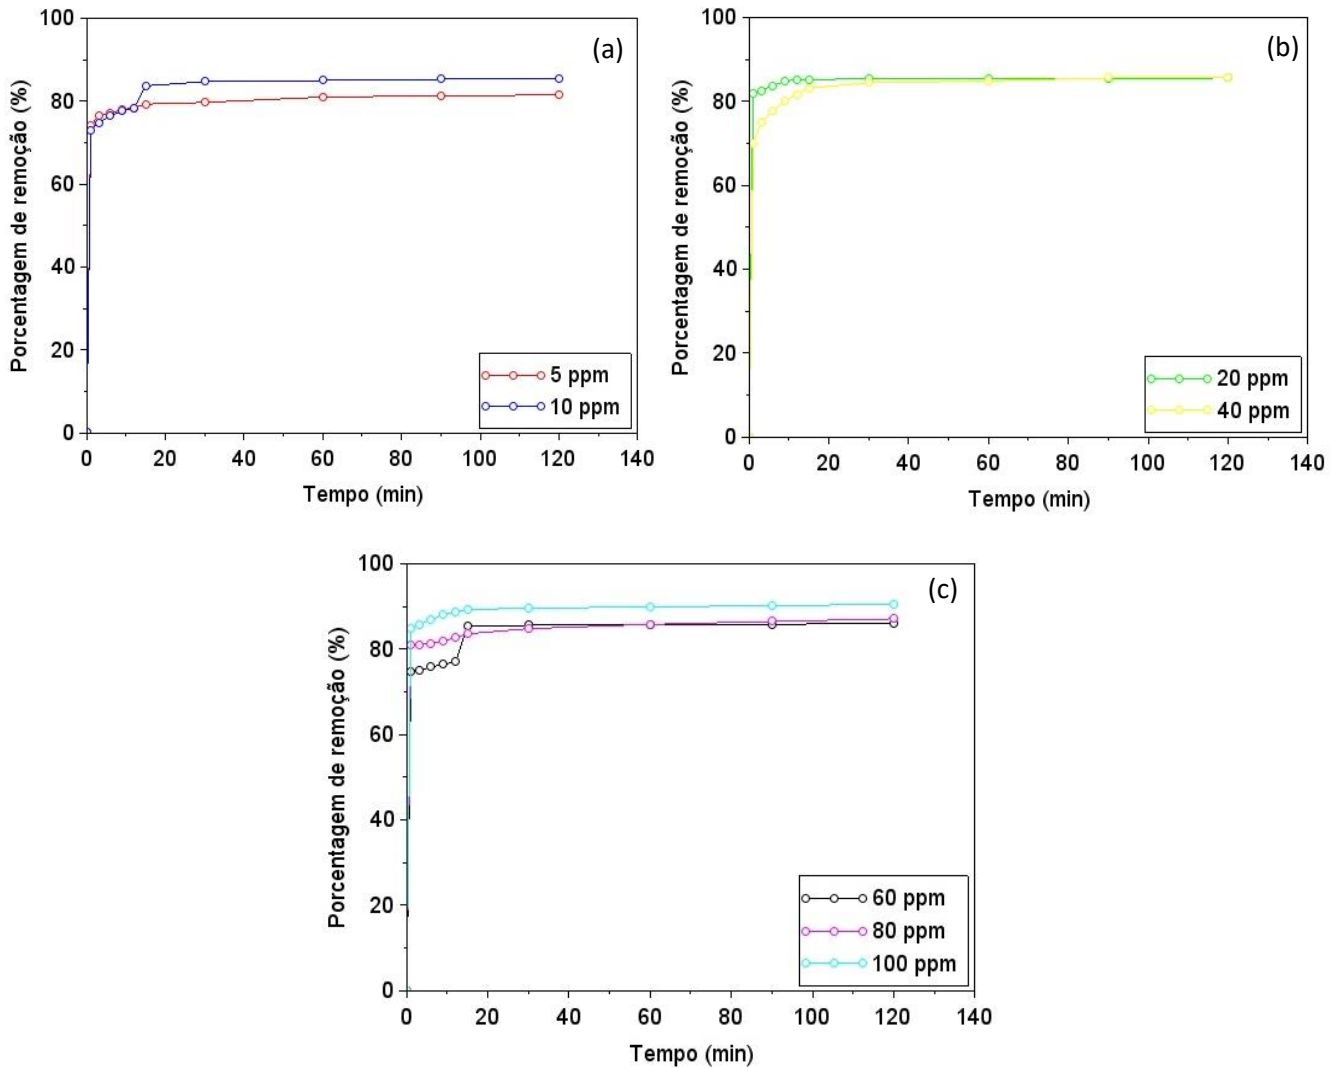 (a)
Porcentagem de remoção (%)
100
80
60
40
20
0
5 ppm
10 ppm
0 20 40 60 80 100 120 140
Tempo (min)
(b)
Porcentagem de remoção (%)
100
80
60
40
20
0
20 ppm
40 ppm
0 20 40 60 80 100 120 140
Tempo (min)
(c)
Porcentagem de remoção (%)
100
80
60
40
20
0
60 ppm
80 ppm
100 ppm
0 20 40 60 80 100 120 140
Tempo (min)